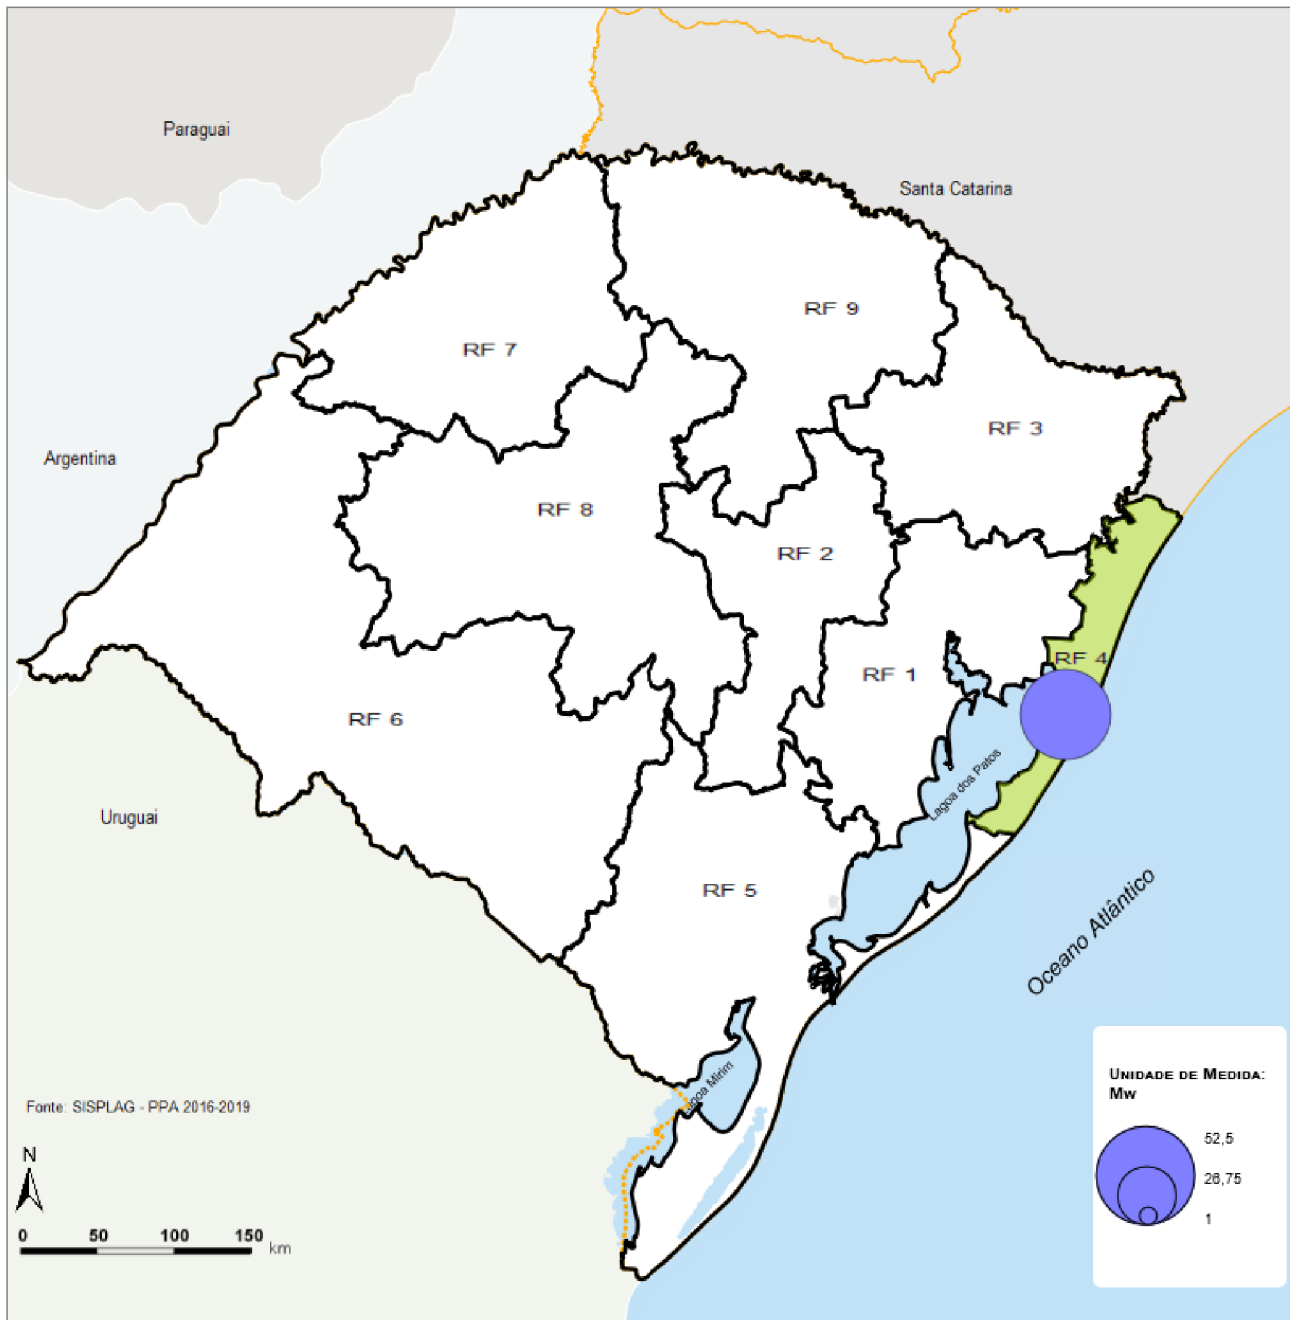 Paraguai
Santa Catarina
RF 9
RF 7
RF 3
Argentina
RF 8
RF 2
RF 4
RF 1
RF 6
Lagoa dos Patos
Uruguai
RF 5
Oceano Atlântico
Lagoa Mirim
Fonte: SISPLAG - PPA 2016-2019
N
0 50 100 150
km
UNIDADE DE MEDIDA:
Mw
52,5
26,75
1